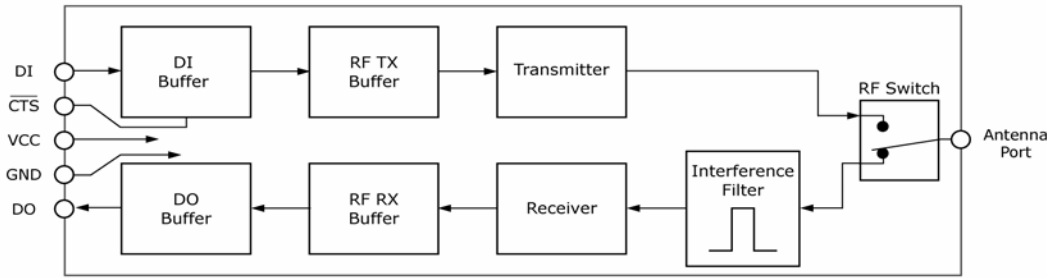 DI
CTS
VCC
GND
DO
DI
Buffer
RF TX
Buffer
Transmitter
RF Switch
Antenna
Port
DO
Buffer
RF RX
Buffer
Receiver
Interference
Filter